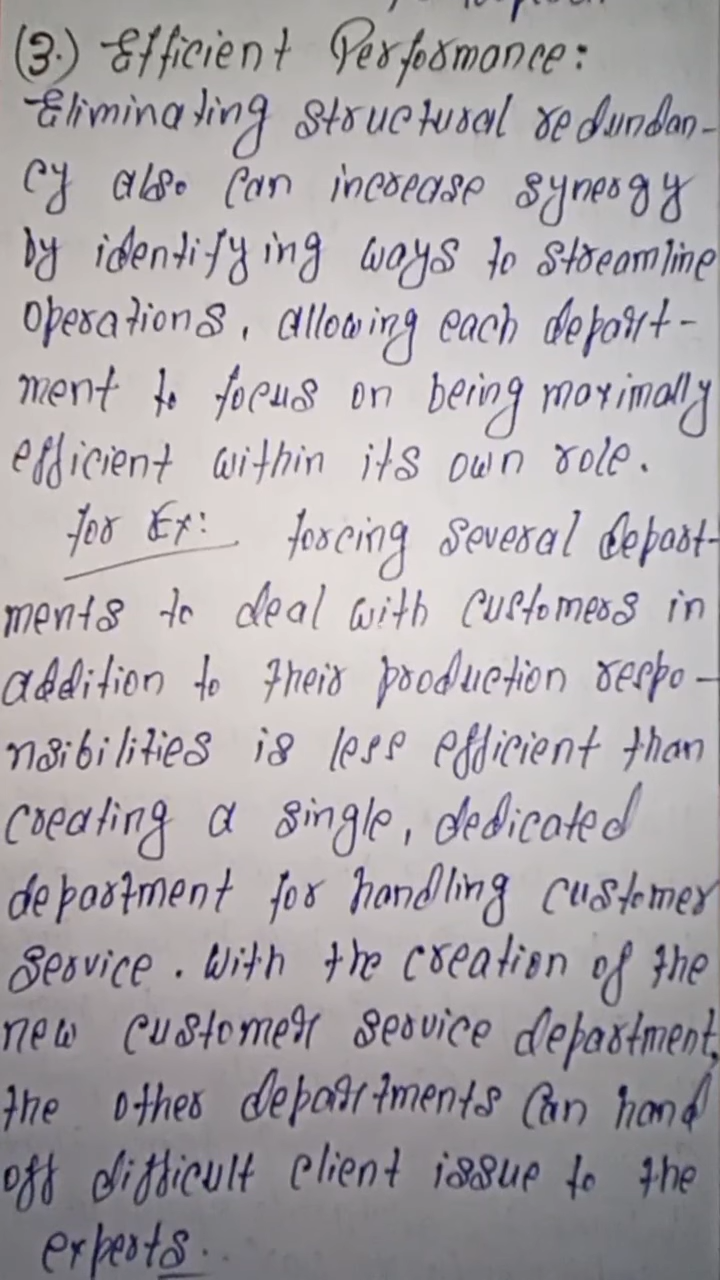 (3.) Efficient Performance:
Eliminating structural redundan-
cy also can increase synergy
by identifying ways to streamline
operations, allowing each depart-
ment to focus on being maximally
efficient within its own role.
for Ex: forcing several depart-
ments to deal with customers in
addition to their production respo-
nsibilities is less efficient than
creating a single, dedicated
department for handling customer
service. With the creation of the
new customer service department,
the other departments can hand
off difficult client issue to the
experts.